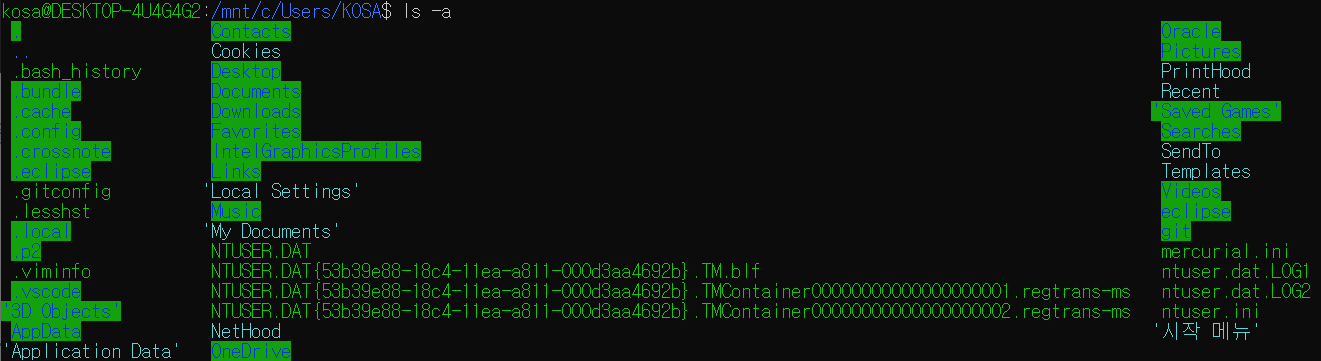 kosa@DESKTOP-4U4G4G2:/mnt/c/Users/KOSA$ ls -a
. Contacts Oracle
.. Cookies Pictures
.bash_history Desktop PrintHood
.bundle Documents Recent
.cache Downloads 'Saved Games'
.config Favorites Searches
.crossnote IntelGraphicsProfiles SendTo
.eclipse Links Templates
.gitconfig 'Local Settings' Videos
.lesshst Music eclipse
.local 'My Documents' git
.p2 NTUSER.DAT mercurial.ini
.viminfo NTUSER.DAT{53b39e88-18c4-11ea-a811-000d3aa4692b}.TM.blf ntuser.dat.LOG1
.vscode NTUSER.DAT{53b39e88-18c4-11ea-a811-000d3aa4692b}.TMContainer00000000000000000001.regtrans-ms ntuser.dat.LOG2
'3D Objects' NTUSER.DAT{53b39e88-18c4-11ea-a811-000d3aa4692b}.TMContainer00000000000000000002.regtrans-ms ntuser.ini
AppData NetHood '시작 메뉴'
'Application Data' OneDrive